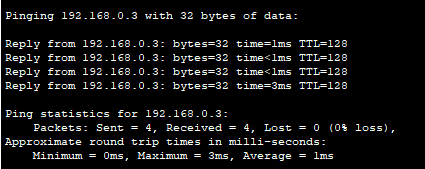 Pinging 192.168.0.3 with 32 bytes of data:
Reply from 192.168.0.3: bytes=32 time=1ms TTL=128
Reply from 192.168.0.3: bytes=32 time<1ms TTL=128
Reply from 192.168.0.3: bytes=32 time<1ms TTL=128
Reply from 192.168.0.3: bytes=32 time=3ms TTL=128
Ping statistics for 192.168.0.3:
Packets: Sent = 4, Received = 4, Lost = 0 (0% loss),
Approximate round trip times in milli-seconds:
Minimum = 0ms, Maximum = 3ms, Average = 1ms